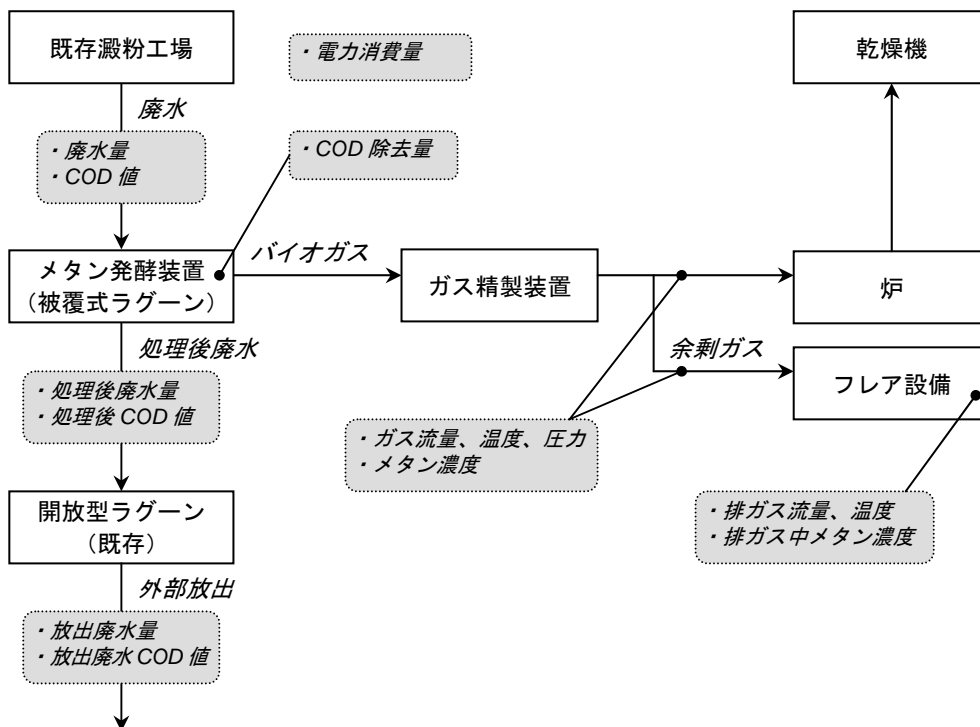 既存澱粉工場
・電力消費量
乾燥機
廃水
・廃水量
・COD 値
・COD 除去量
メタン発酵装置
（被覆式ラグーン）
バイオガス
ガス精製装置
炉
処理後廃水
余剰ガス
フレア設備
・処理後廃水量
・処理後 COD 値
・ガス流量、温度、圧力
・メタン濃度
開放型ラグーン
（既存）
・排ガス流量、温度
・排ガス中メタン濃度
外部放出
・放出廃水量
・放出廃水 COD 値